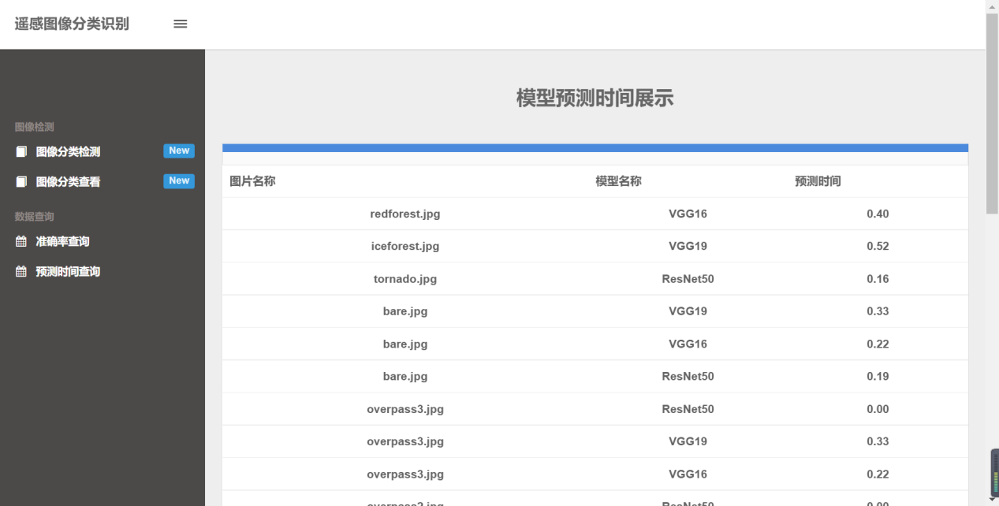 遥感图像分类识别
模型预测时间展示
图像检测
图像分类检测 New
图像分类查看 New
数据查询
准确率查询
预测时间查询
图片名称 模型名称 预测时间
redforest.jpg VGG16 0.40
iceforest.jpg VGG19 0.52
tornado.jpg ResNet50 0.16
bare.jpg VGG19 0.33
bare.jpg VGG16 0.22
bare.jpg ResNet50 0.19
overpass3.jpg ResNet50 0.00
overpass3.jpg VGG19 0.33
overpass3.jpg VGG16 0.22
overpass2.jpg ResNet50 0.00